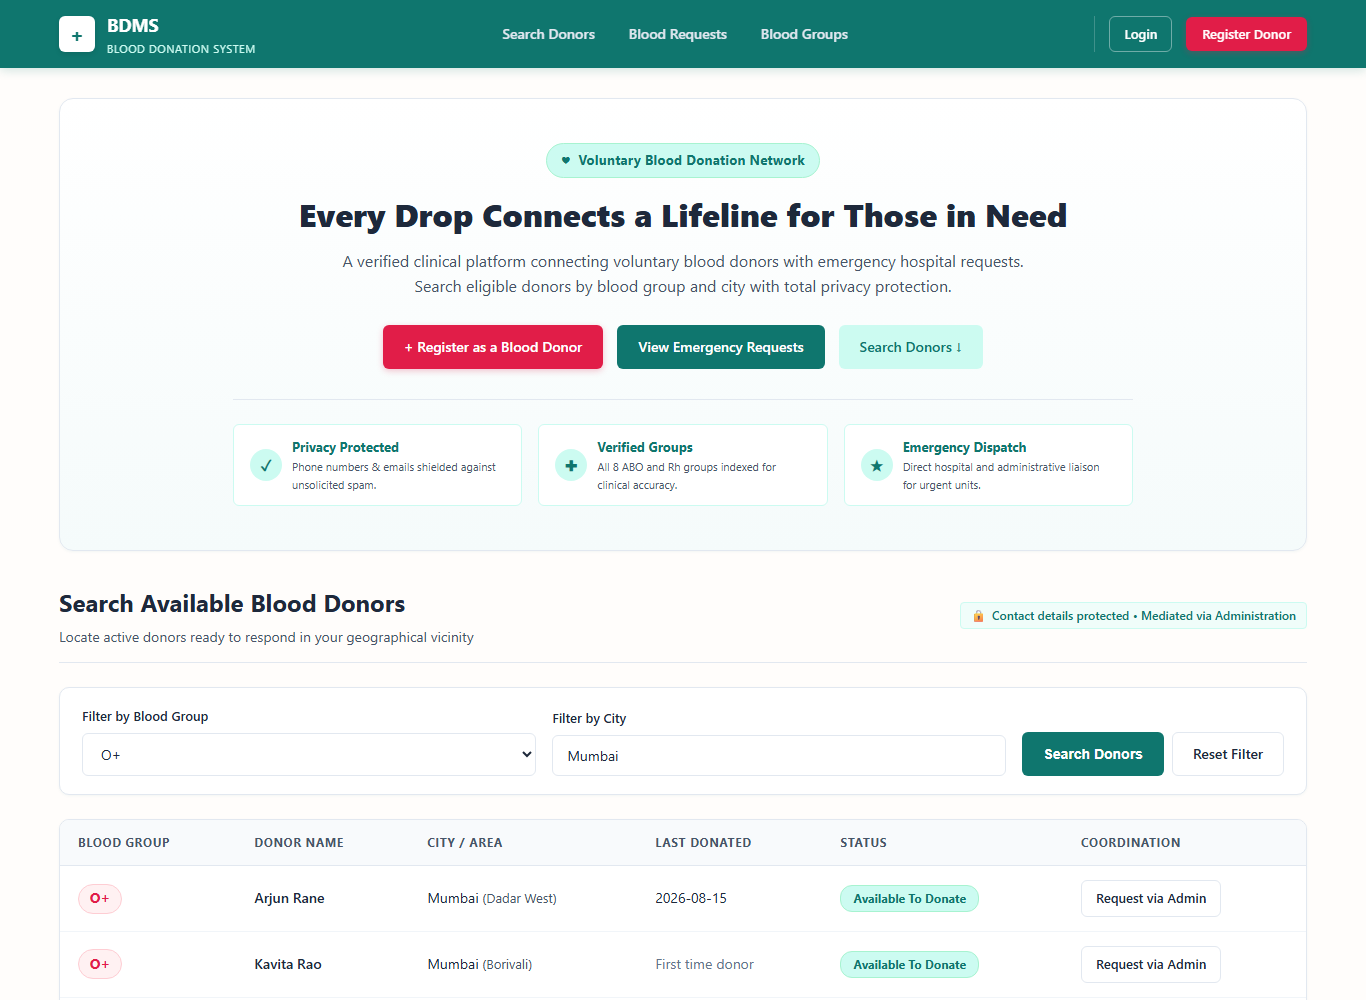 +
BDMS
BLOOD DONATION SYSTEM
Search Donors
Blood Requests
Blood Groups
Login
Register Donor
♥ Voluntary Blood Donation Network
Every Drop Connects a Lifeline for Those in Need
A verified clinical platform connecting voluntary blood donors with emergency hospital requests.
Search eligible donors by blood group and city with total privacy protection.
+ Register as a Blood Donor
View Emergency Requests
Search Donors ↓
✓
Privacy Protected
Phone numbers & emails shielded against
unsolicited spam.
✚
Verified Groups
All 8 ABO and Rh groups indexed for
clinical accuracy.
★
Emergency Dispatch
Direct hospital and administrative liaison
for urgent units.
Search Available Blood Donors
Locate active donors ready to respond in your geographical vicinity
🔒 Contact details protected • Mediated via Administration
Filter by Blood Group
O+
Filter by City
Mumbai
Search Donors
Reset Filter
BLOOD GROUP DONOR NAME CITY / AREA LAST DONATED STATUS COORDINATION
O+ Arjun Rane Mumbai (Dadar West) 2026-08-15 Available To Donate Request via Admin
O+ Kavita Rao Mumbai (Borivali) First time donor Available To Donate Request via Admin